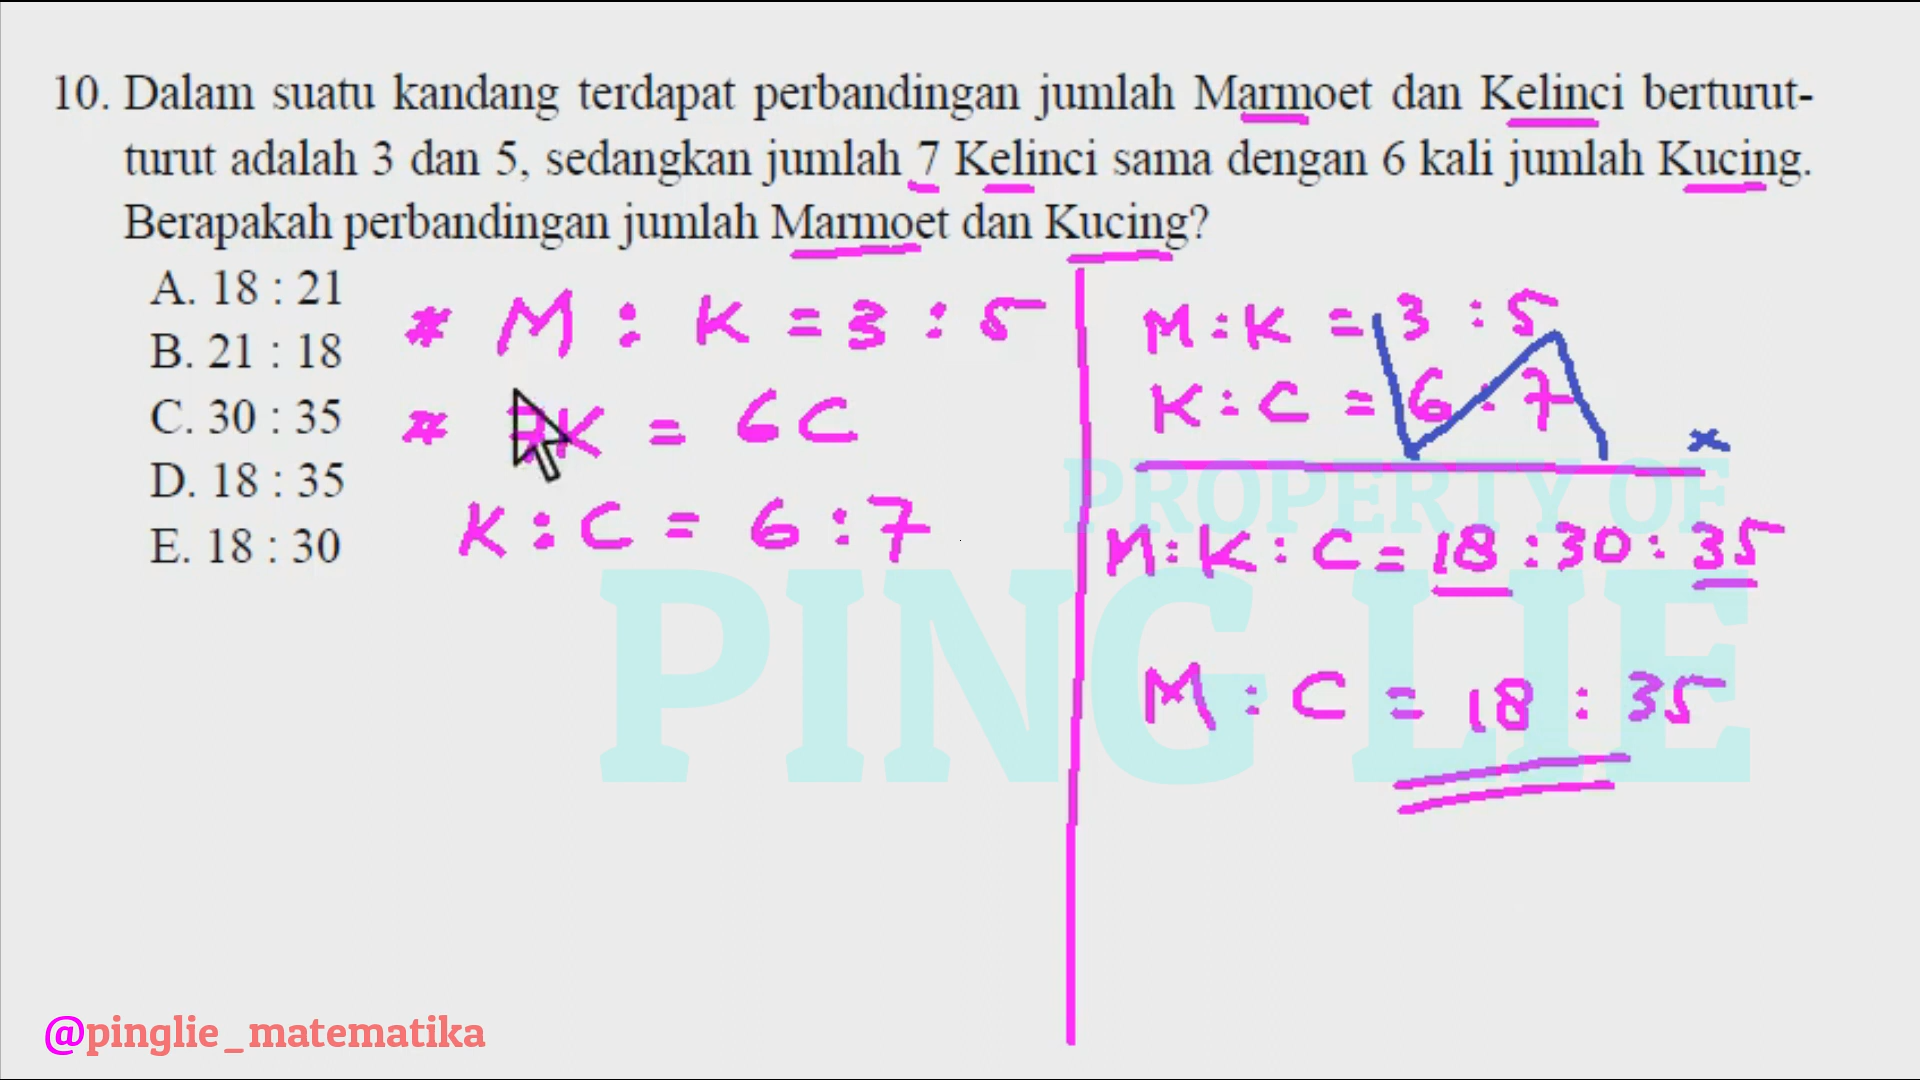 10. Dalam suatu kandang terdapat perbandingan jumlah Marmoet dan Kelinci berturut-
turut adalah 3 dan 5, sedangkan jumlah 7 Kelinci sama dengan 6 kali jumlah Kucing.
Berapakah perbandingan jumlah Marmoet dan Kucing?
A. 18 : 21
B. 21 : 18
C. 30 : 35
D. 18 : 35
E. 18 : 30
* M : K = 3 : 5
* 7K = 6C
K : C = 6 : 7
M : K = 3 : 5
K : C = 6 : 7
x
M : K : C = 18 : 30 : 35
M : C = 18 : 35
PROPERTY OF
PING LIE
@pinglie_matematika